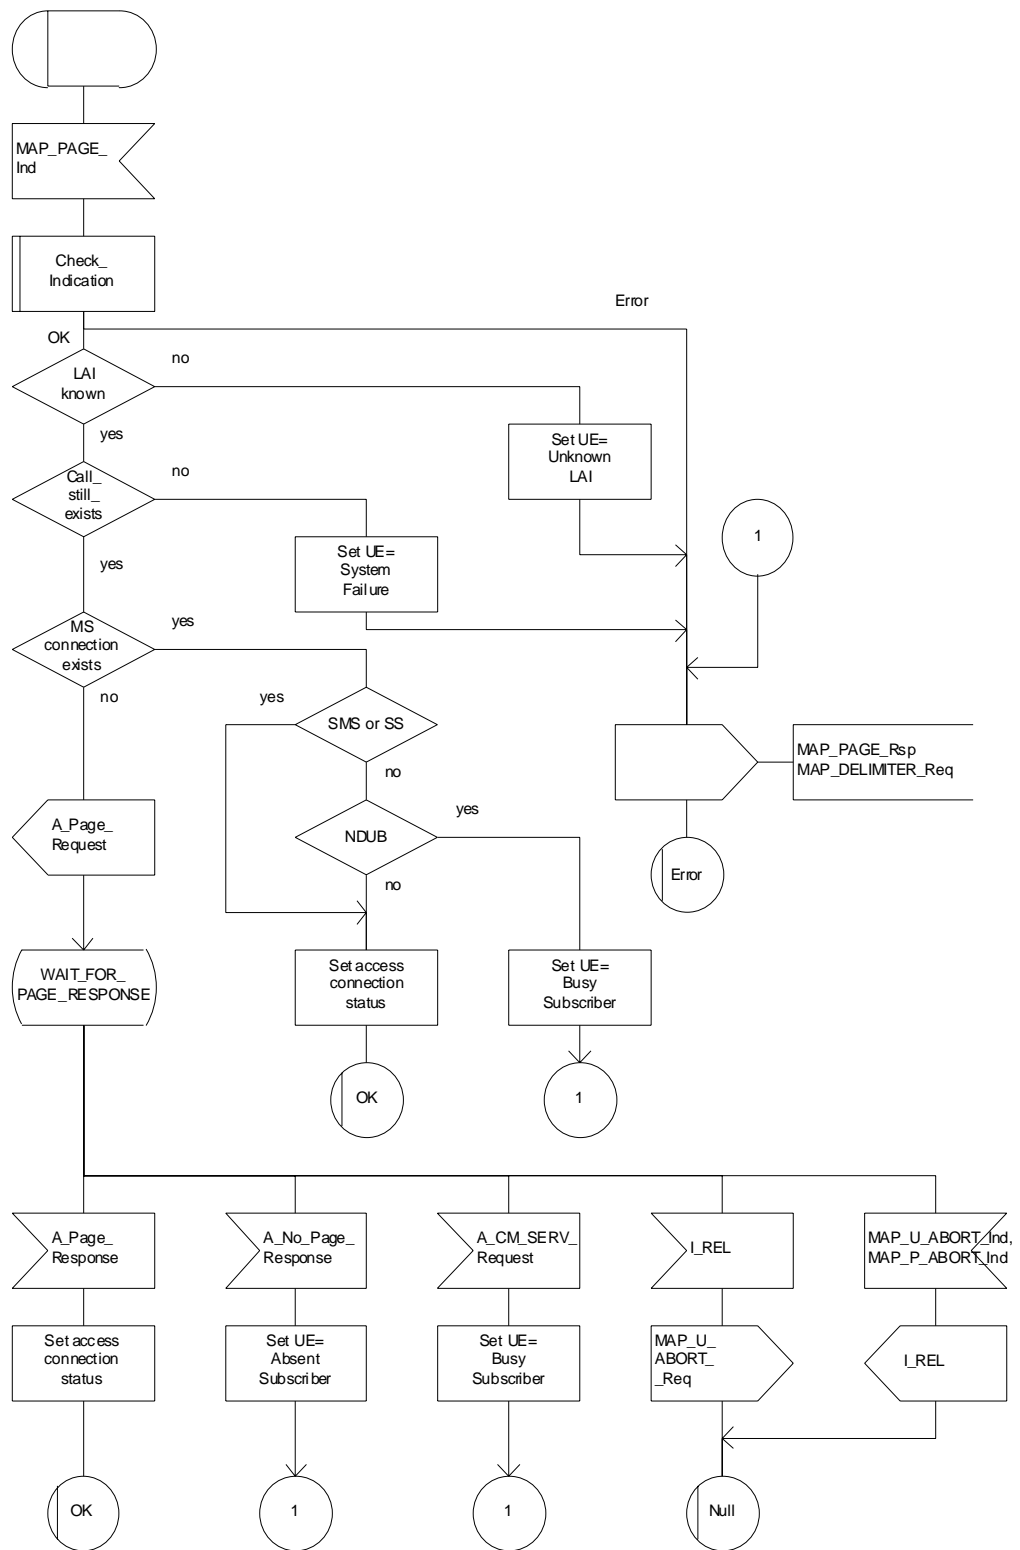 MAP_PAGE_
Ind
Check_
Indication
Error
OK
no
LAI
known
yes
Set UE=
Unknown
LAI
no
Call_
still_
exists
1
yes
Set UE=
System
Failure
yes
MS
connection
exists
no
yes
SMS or SS
no
MAP_PAGE_Rsp
MAP_DELIMITER_Req
A_Page_
Request
yes
NDUB
no
Error
WAIT_FOR_
PAGE_RESPONSE
Set access
connection
status
Set UE=
Busy
Subscriber
OK
1
A_Page_
Response
A_No_Page_
Response
A_CM_SERV_
Request
I_REL
MAP_U_ABORT_Ind,
MAP_P_ABORT_Ind
Set access
connection
status
Set UE=
Absent
Subscriber
Set UE=
Busy
Subscriber
MAP_U_
ABORT_
_Req
I_REL
OK
1
1
Null